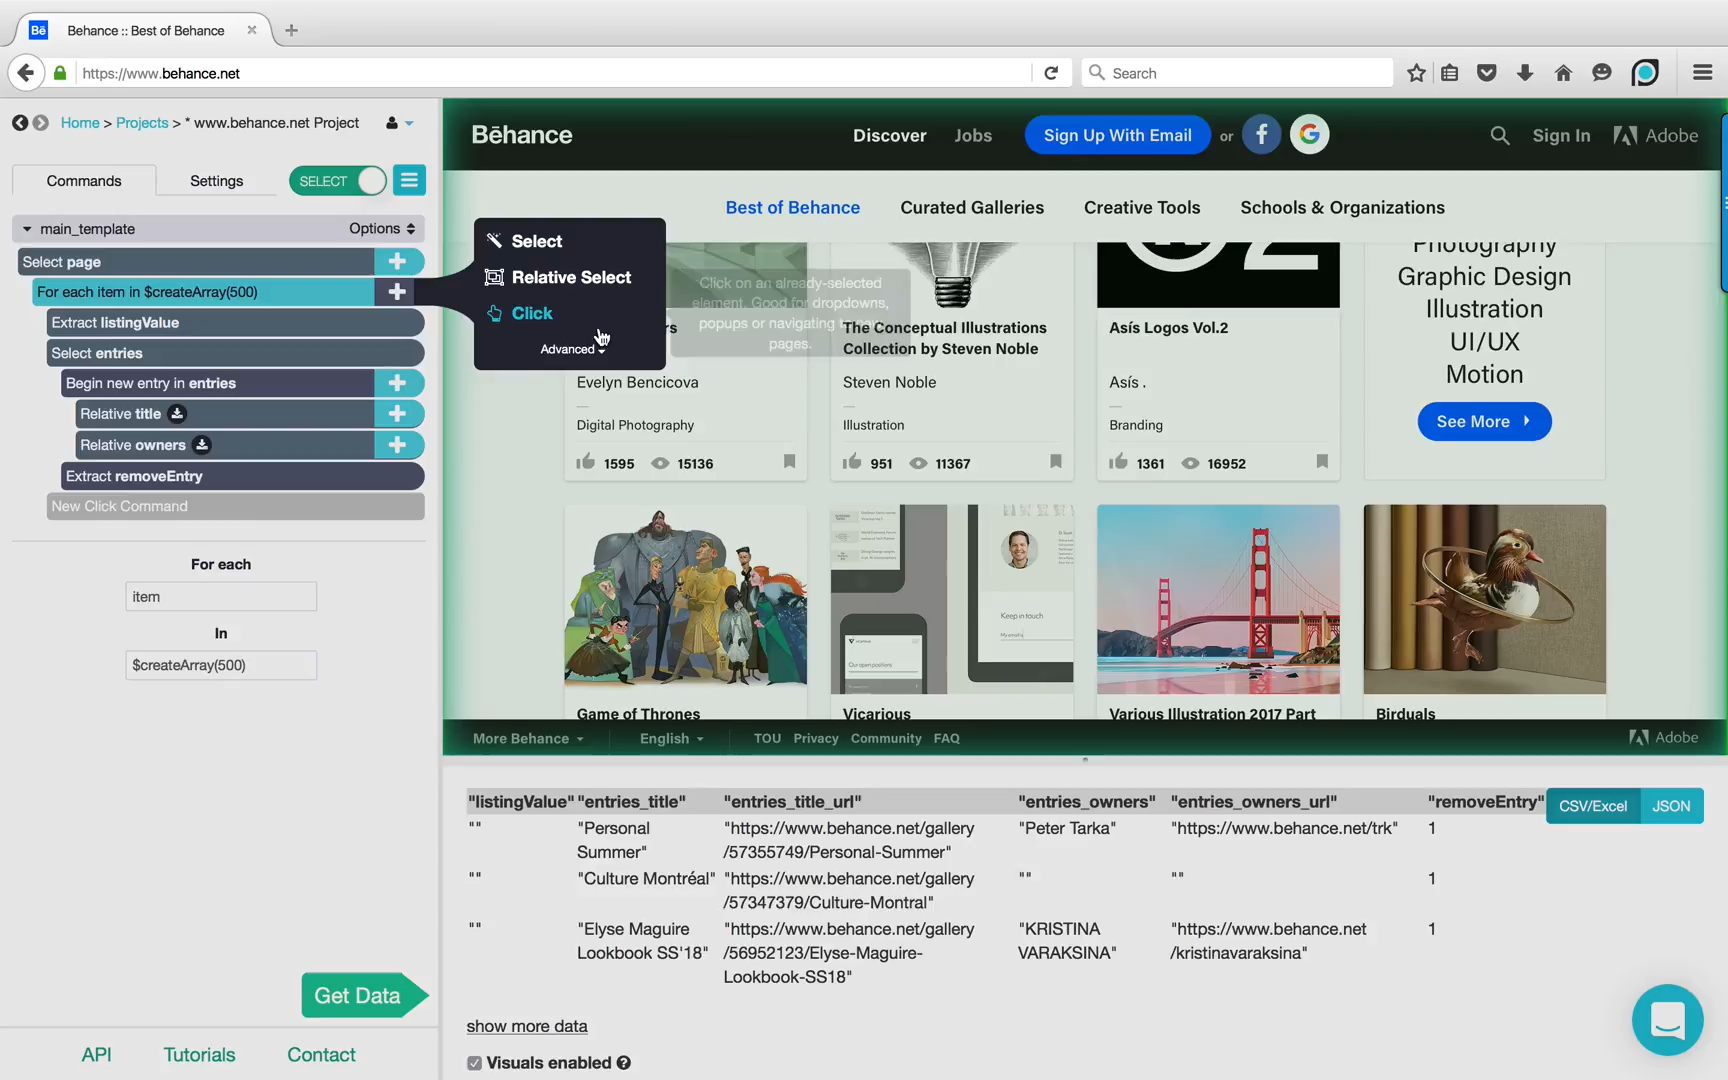 Bē Behance :: Best of Behance
https://www.behance.net
Search
Home > Projects > * www.behance.net Project
Commands
Settings
SELECT
main_template
Options
Select page
For each item in $createArray(500)
Extract listingValue
Select entries
Begin new entry in entries
Relative title
Relative owners
Extract removeEntry
New Click Command
For each
item
In
$createArray(500)
Get Data
API Tutorials Contact
Bēhance
Discover Jobs Sign Up With Email or f G Sign In Adobe
Best of Behance Curated Galleries Creative Tools Schools & Organizations
Select
Relative Select
Click
Advanced
Click on an already-selected
element. Good for dropdowns,
popups or navigating to new
pages.
Evelyn Bencicova
—
Digital Photography
1595 15136
The Conceptual Illustrations
Collection by Steven Noble
Steven Noble
—
Illustration
951 11367
Asís Logos Vol.2
Asís .
—
Branding
1361 16952
Photography
Graphic Design
Illustration
UI/UX
Motion
See More
Keep in touch
Our open positions
Game of Thrones
Vicarious
Various Illustration 2017 Part
Birduals
More Behance English TOU Privacy Community FAQ Adobe
"listingValue" "entries_title" "entries_title_url" "entries_owners" "entries_owners_url" "removeEntry"
CSV/Excel JSON
"" "Personal "https://www.behance.net/gallery "Peter Tarka" "https://www.behance.net/trk" 1
Summer" /57355749/Personal-Summer"
"" "Culture Montréal" "https://www.behance.net/gallery "" "" 1
/57347379/Culture-Montral"
"" "Elyse Maguire "https://www.behance.net/gallery "KRISTINA "https://www.behance.net 1
Lookbook SS'18" /56952123/Elyse-Maguire- VARAKSINA" /kristinavaraksina"
Lookbook-SS18"
show more data
Visuals enabled ?